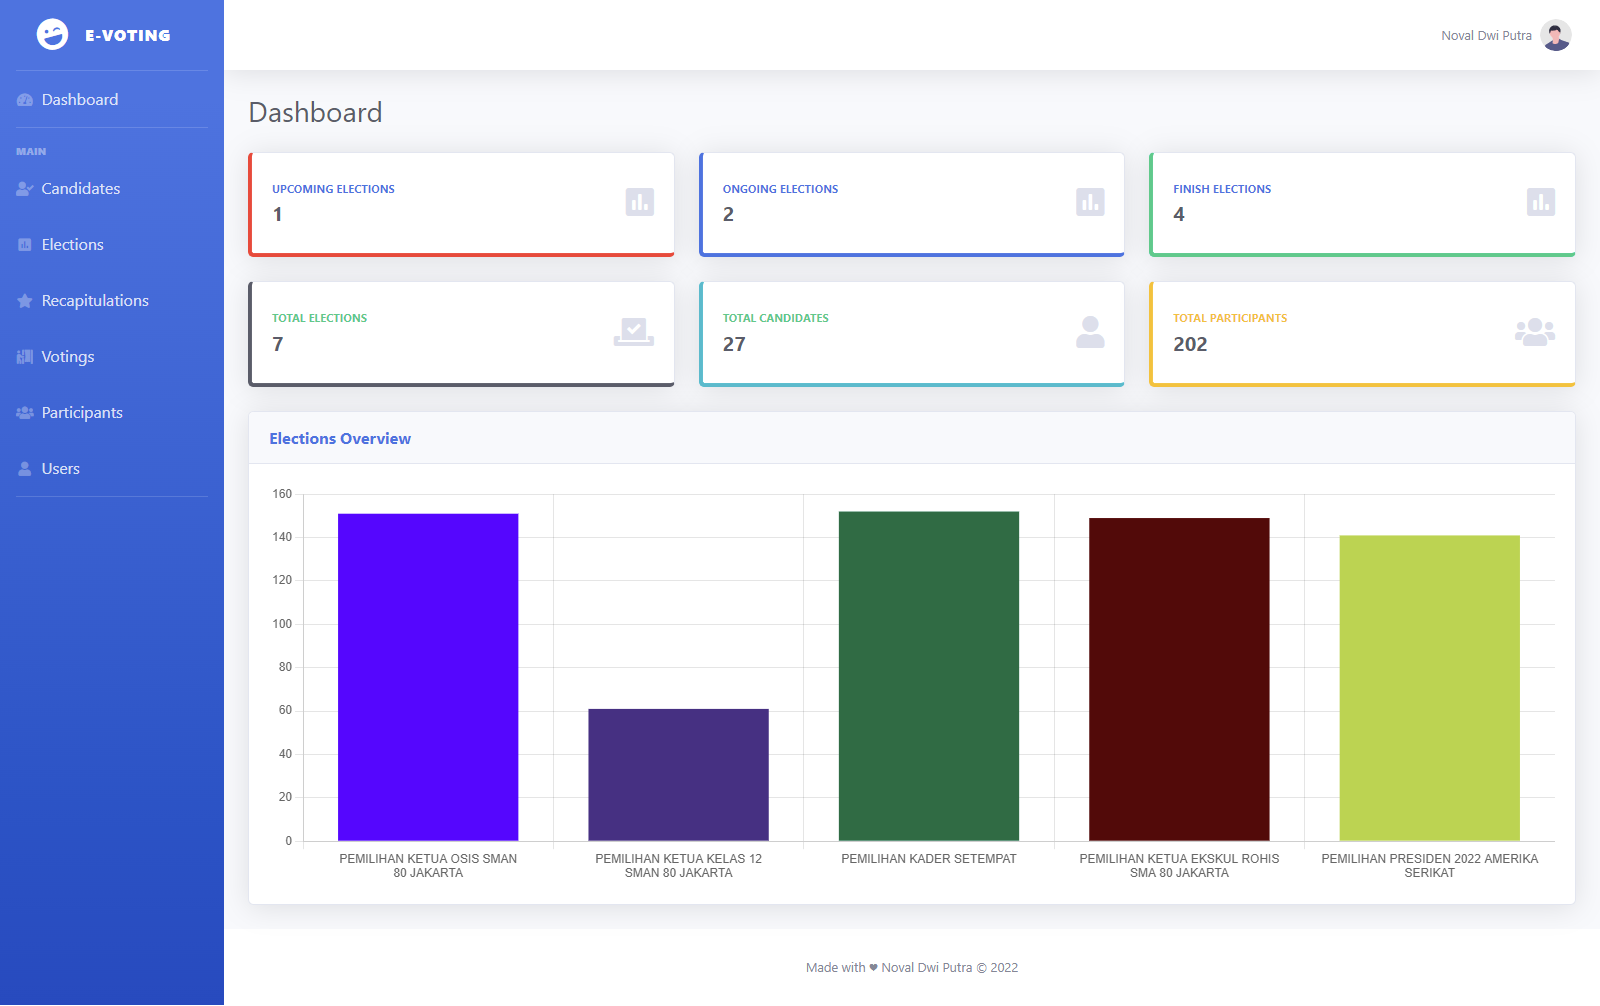 E-VOTING
Noval Dwi Putra
Dashboard
MAIN
Candidates
Elections
Recapitulations
Votings
Participants
Users
Dashboard
UPCOMING ELECTIONS
1
ONGOING ELECTIONS
2
FINISH ELECTIONS
4
TOTAL ELECTIONS
7
TOTAL CANDIDATES
27
TOTAL PARTICIPANTS
202
Elections Overview
160
140
120
100
80
60
40
20
0
PEMILIHAN KETUA OSIS SMAN
80 JAKARTA
PEMILIHAN KETUA KELAS 12
SMAN 80 JAKARTA
PEMILIHAN KADER SETEMPAT
PEMILIHAN KETUA EKSKUL ROHIS
SMA 80 JAKARTA
PEMILIHAN PRESIDEN 2022 AMERIKA
SERIKAT
Made with ♥ Noval Dwi Putra © 2022